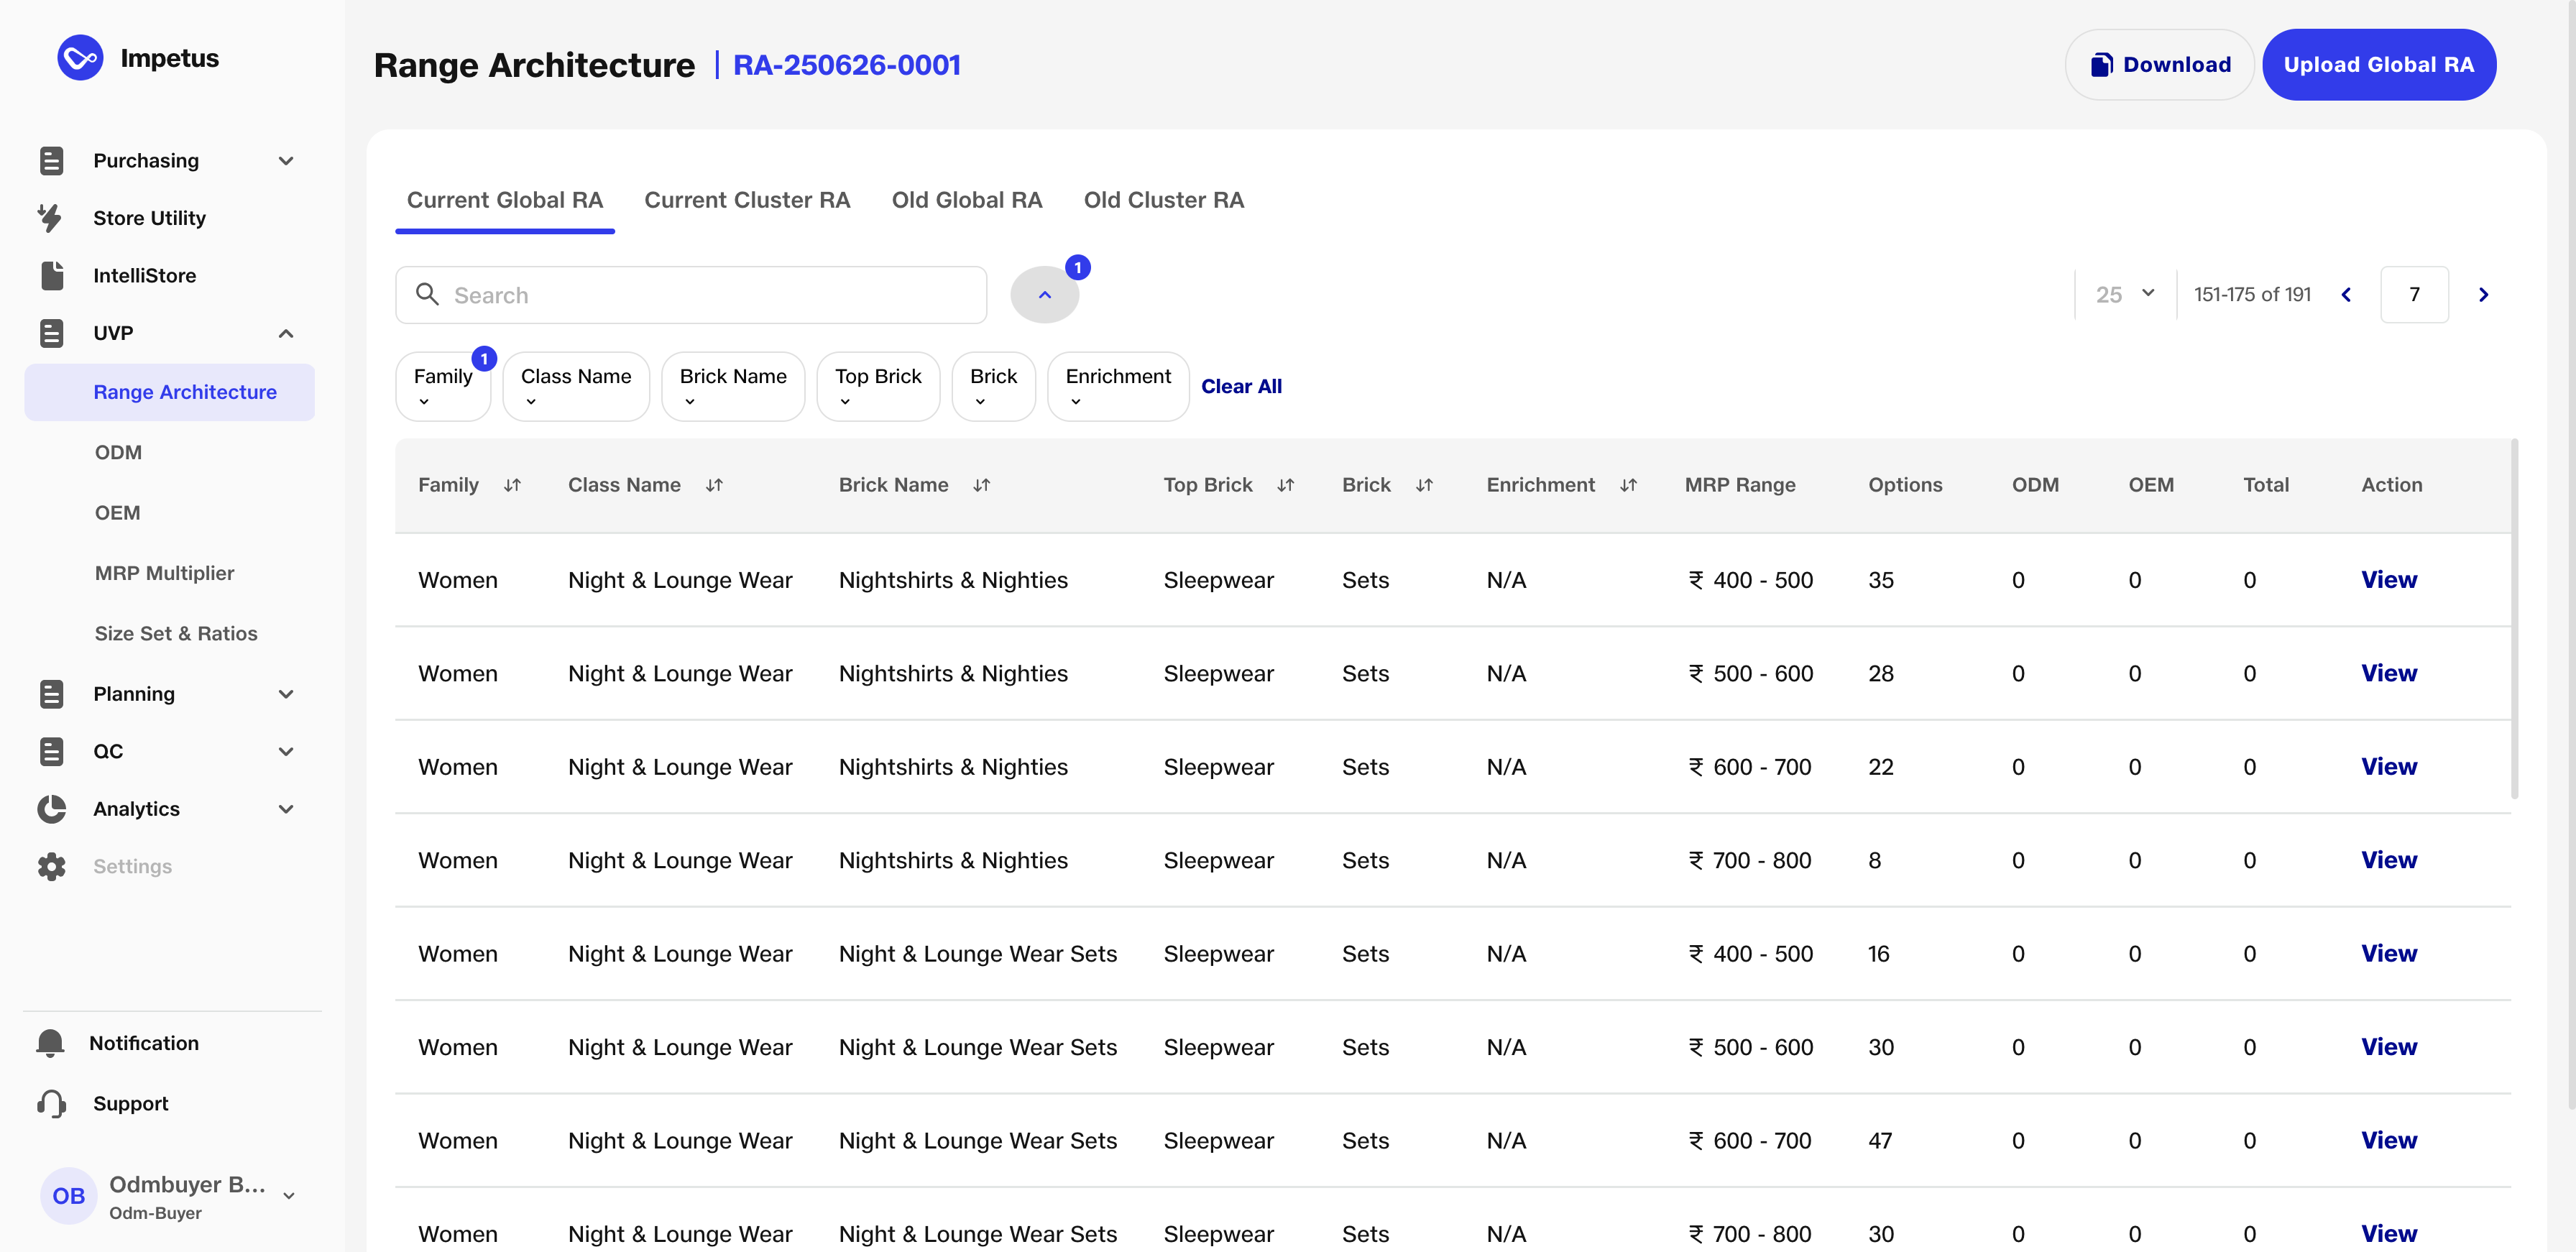 Impetus
Purchasing
Store Utility
IntelliStore
UVP
Range Architecture
ODM
OEM
MRP Multiplier
Size Set & Ratios
Planning
QC
Analytics
Settings
Notification
Support
OB
Odmbuyer B...
Odm-Buyer
Range Architecture | RA-250626-0001
Download
Upload Global RA
Current Global RA Current Cluster RA Old Global RA Old Cluster RA
Search
1
25
151-175 of 191
7
Family 1 Class Name Brick Name Top Brick Brick Enrichment Clear All
Family Class Name Brick Name Top Brick Brick Enrichment MRP Range Options ODM OEM Total Action
Women Night & Lounge Wear Nightshirts & Nighties Sleepwear Sets N/A ₹ 400 - 500 35 0 0 0 View
Women Night & Lounge Wear Nightshirts & Nighties Sleepwear Sets N/A ₹ 500 - 600 28 0 0 0 View
Women Night & Lounge Wear Nightshirts & Nighties Sleepwear Sets N/A ₹ 600 - 700 22 0 0 0 View
Women Night & Lounge Wear Nightshirts & Nighties Sleepwear Sets N/A ₹ 700 - 800 8 0 0 0 View
Women Night & Lounge Wear Night & Lounge Wear Sets Sleepwear Sets N/A ₹ 400 - 500 16 0 0 0 View
Women Night & Lounge Wear Night & Lounge Wear Sets Sleepwear Sets N/A ₹ 500 - 600 30 0 0 0 View
Women Night & Lounge Wear Night & Lounge Wear Sets Sleepwear Sets N/A ₹ 600 - 700 47 0 0 0 View
Women Night & Lounge Wear Night & Lounge Wear Sets Sleepwear Sets N/A ₹ 700 - 800 30 0 0 0 View